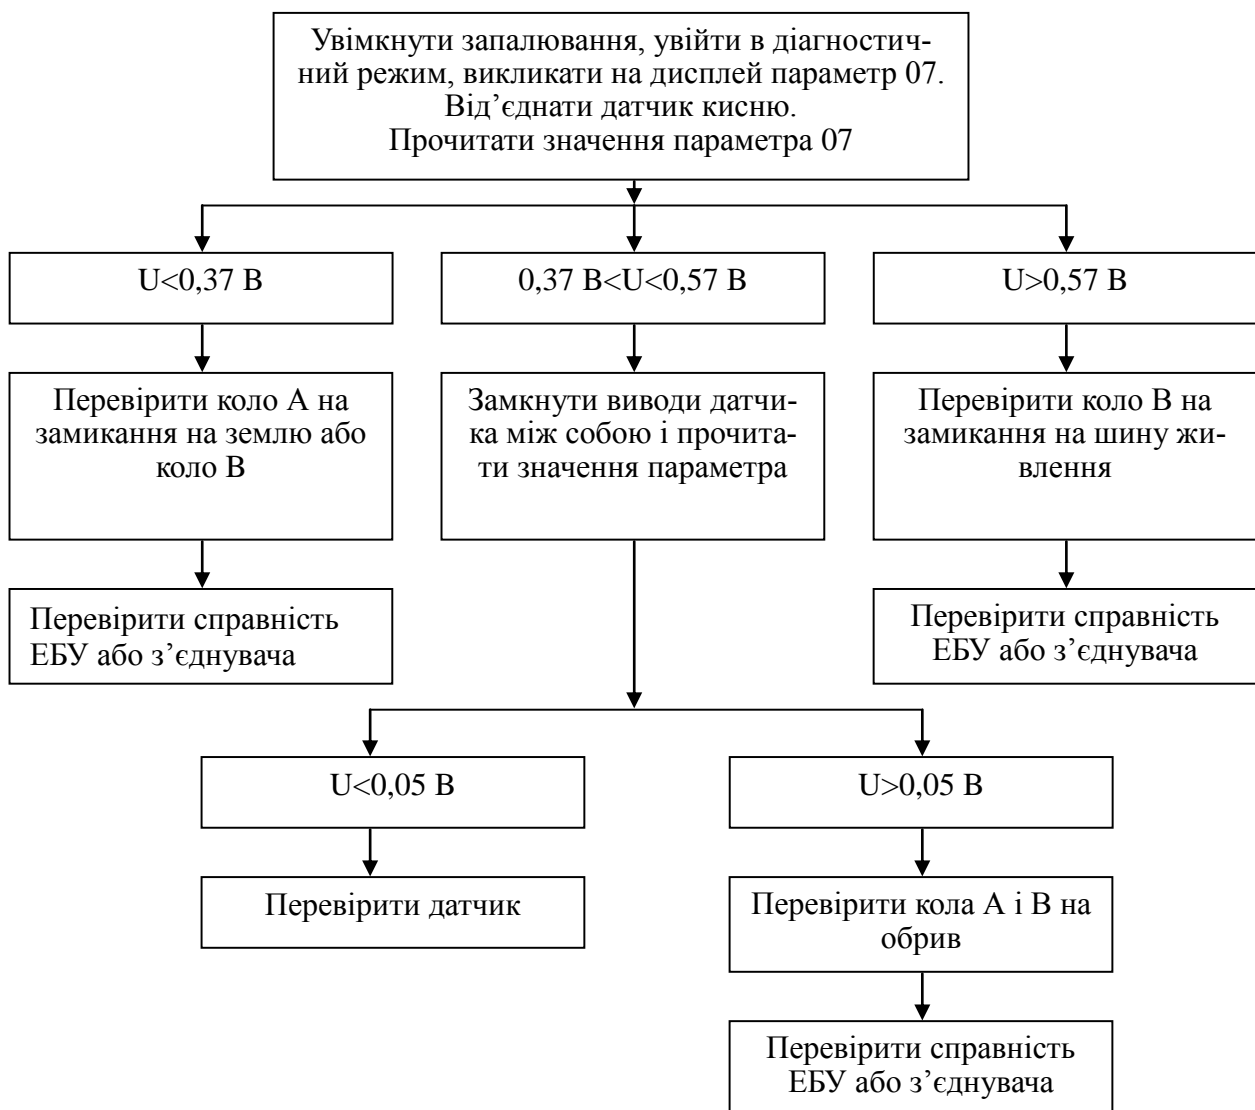 Увімкнути запалювання, увійти в діагностич-
ний режим, викликати на дисплей параметр 07.
Від’єднати датчик кисню.
Прочитати значення параметра 07
U<0,37 В
0,37 В<U<0,57 В
U>0,57 В
Перевірити коло А на
замикання на землю або
коло В
Замкнути виводи датчи-
ка між собою і прочита-
ти значення параметра
Перевірити коло В на
замикання на шину жи-
влення
Перевірити справність
ЕБУ або з’єднувача
Перевірити справність
ЕБУ або з’єднувача
U<0,05 В
U>0,05 В
Перевірити датчик
Перевірити кола А і В на
обрив
Перевірити справність
ЕБУ або з’єднувача